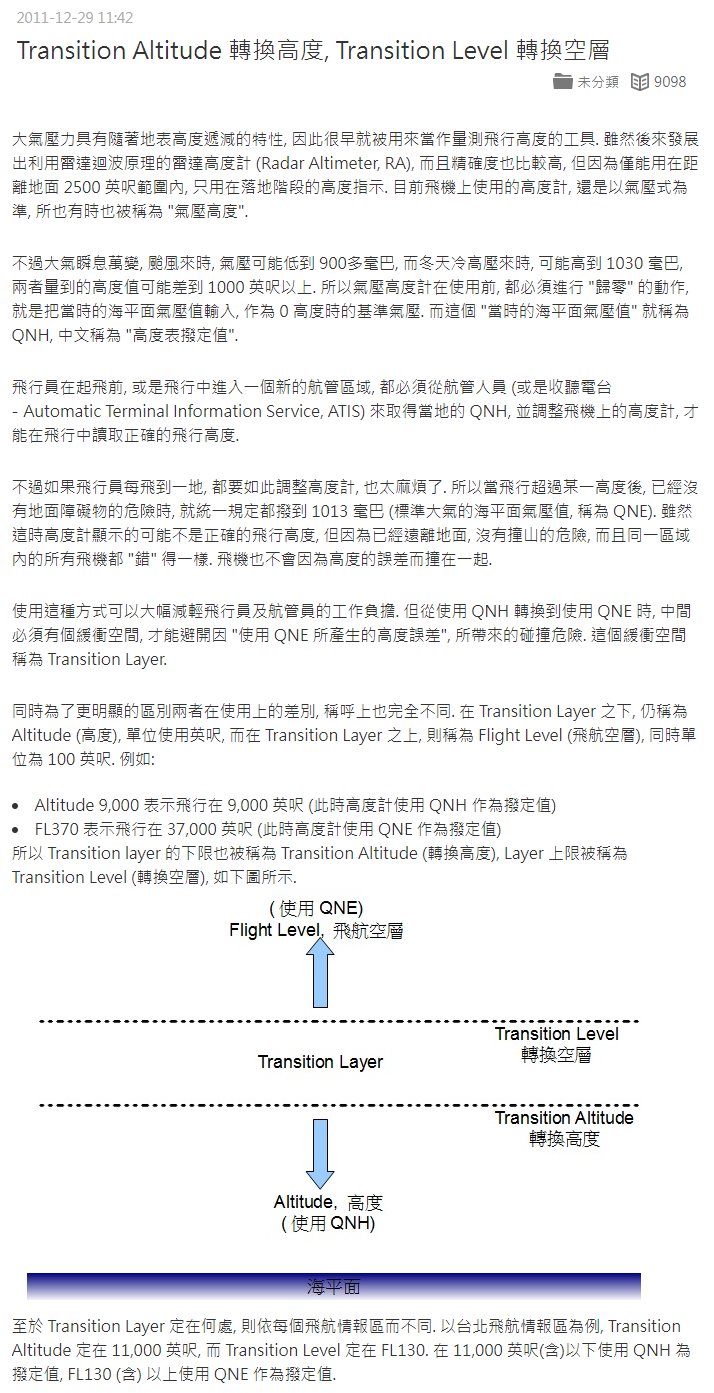 2011-12-29 11:42
Transition Altitude 轉換高度, Transition Level 轉換空層
未分類 9098
大氣壓力具有隨著地表高度遞減的特性, 因此很早就被用來當作量測飛行高度的工具. 雖然後來發展
出利用雷達迴波原理的雷達高度計 (Radar Altimeter, RA), 而且精確度也比較高, 但因為僅能用在距
離地面 2500 英呎範圍內, 只用在落地階段的高度指示. 目前飛機上使用的高度計, 還是以氣壓式為
準, 所也有時也被稱為 "氣壓高度".
不過大氣瞬息萬變, 颱風來時, 氣壓可能低到 900多毫巴, 而冬天冷高壓來時, 可能高到 1030 毫巴,
兩者量到的高度值可能差到 1000 英呎以上. 所以氣壓高度計在使用前, 都必須進行 "歸零" 的動作,
就是把當時的海平面氣壓值輸入, 作為 0 高度時的基準氣壓. 而這個 "當時的海平面氣壓值" 就稱為
QNH, 中文稱為 "高度表撥定值".
飛行員在起飛前, 或是飛行中進入一個新的航管區域, 都必須從航管人員 (或是收聽電台
- Automatic Terminal Information Service, ATIS) 來取得當地的 QNH, 並調整飛機上的高度計, 才
能在飛行中讀取正確的飛行高度.
不過如果飛行員每飛到一地, 都要如此調整高度計, 也太麻煩了. 所以當飛行超過某一高度後, 已經沒
有地面障礙物的危險時, 就統一規定都撥到 1013 毫巴 (標準大氣的海平面氣壓值, 稱為 QNE). 雖然
這時高度計顯示的可能不是正確的飛行高度, 但因為已經遠離地面, 沒有撞山的危險, 而且同一區域
內的所有飛機都 "錯" 得一樣. 飛機也不會因為高度的誤差而撞在一起.
使用這種方式可以大幅減輕飛行員及航管員的工作負擔. 但從使用 QNH 轉換到使用 QNE 時, 中間
必須有個緩衝空間, 才能避開因 "使用 QNE 所產生的高度誤差", 所帶來的碰撞危險. 這個緩衝空間
稱為 Transition Layer.
同時為了更明顯的區別兩者在使用上的差別, 稱呼上也完全不同. 在 Transition Layer 之下, 仍稱為
Altitude (高度), 單位使用英呎, 而在 Transition Layer 之上, 則稱為 Flight Level (飛航空層), 同時單
位為 100 英呎. 例如:
• Altitude 9,000 表示飛行在 9,000 英呎 (此時高度計使用 QNH 作為撥定值)
• FL370 表示飛行在 37,000 英呎 (此時高度計使用 QNE 作為撥定值)
所以 Transition layer 的下限也被稱為 Transition Altitude (轉換高度), Layer 上限被稱為
Transition Level (轉換空層), 如下圖所示.
( 使用 QNE)
Flight Level, 飛航空層
Transition Level
轉換空層
Transition Layer
Transition Altitude
轉換高度
Altitude, 高度
( 使用 QNH)
海平面
至於 Transition Layer 定在何處, 則依每個飛航情報區而不同. 以台北飛航情報區為例, Transition
Altitude 定在 11,000 英呎, 而 Transition Level 定在 FL130. 在 11,000 英呎(含)以下使用 QNH 為
撥定值, FL130 (含) 以上使用 QNE 作為撥定值.